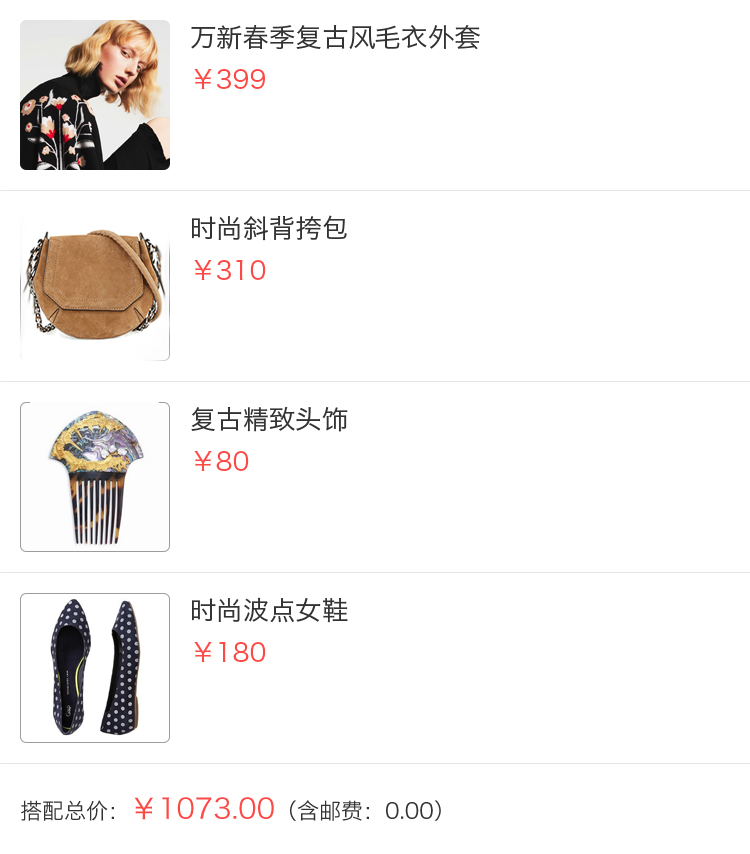 万新春季复古风毛衣外套
￥399
时尚斜背挎包
￥310
复古精致头饰
￥80
时尚波点女鞋
￥180
搭配总价：￥1073.00（含邮费：0.00）